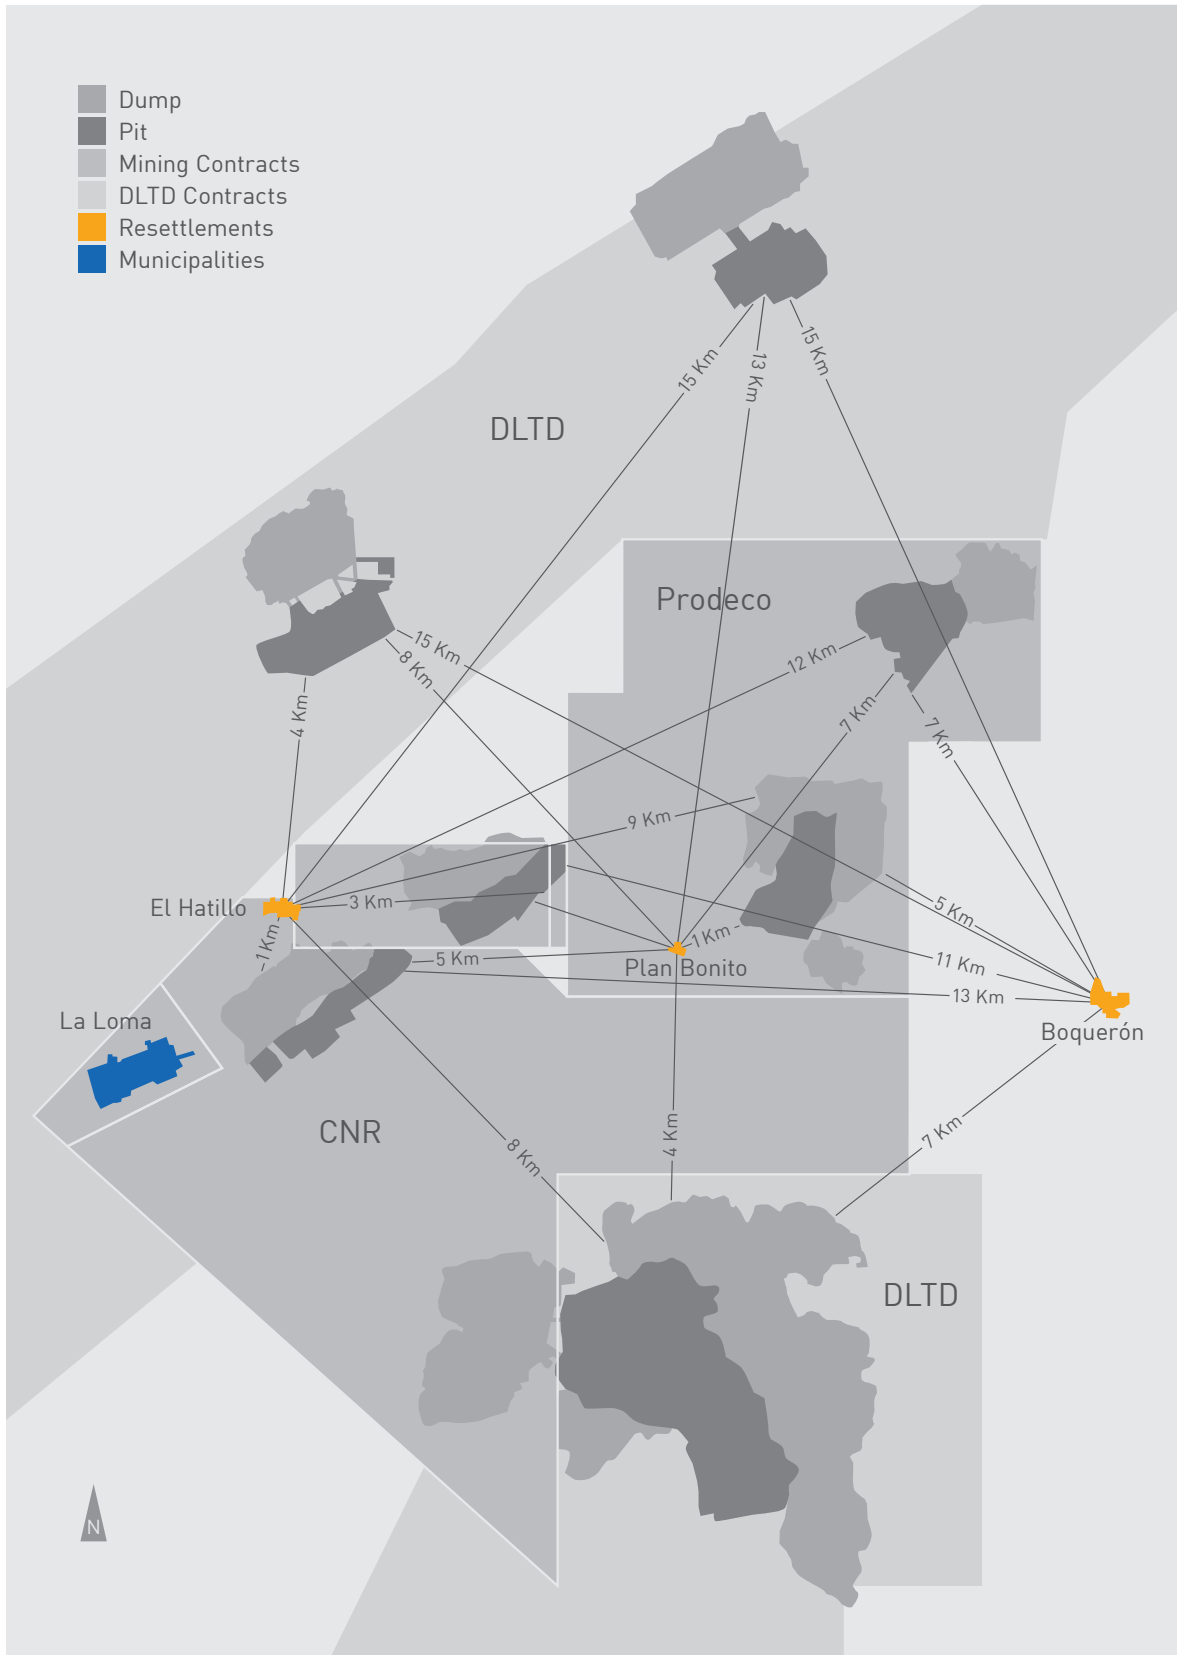 Dump
Pit
Mining Contracts
DLTD Contracts
Resettlements
Municipalities
15 Km
13 Km
15 Km
DLTD
Prodeco
15 Km
8 Km
12 Km
4 Km
7 Km
7 Km
9 Km
El Hatillo
3 Km
5 Km
1 Km
1 Km
5 Km
11 Km
Plan Bonito
13 Km
La Loma
Boquerón
CNR
8 Km
4 Km
7 Km
DLTD
N